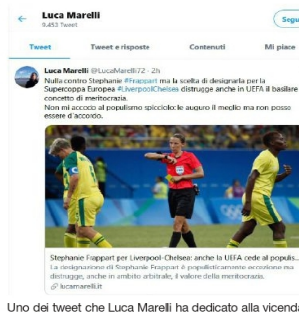 Luca Marelli
9.453 Tweet
Segui
Tweet
Tweet e risposte
Contenuti
Mi piace
Luca Marelli @LucaMarelli72 · 2h
Nulla contro Stephanie #Frappart ma la scelta di designarla per la
Supercoppa Europea #LiverpoolChelsea distrugge anche in UEFA il basilare
concetto di meritocrazia.
Non mi accodo al populismo spicciolo: le auguro il meglio ma non posso
essere d'accordo.
Stephanie Frappart per Liverpool-Chelsea: anche la UEFA cede al populis...
La designazione di Stephanie Frappart è populisticamente eccezione ma
distrugge, anche in ambito arbitrale, il valore della meritocrazia.
lucamarelli.it
Uno dei tweet che Luca Marelli ha dedicato alla vicenda